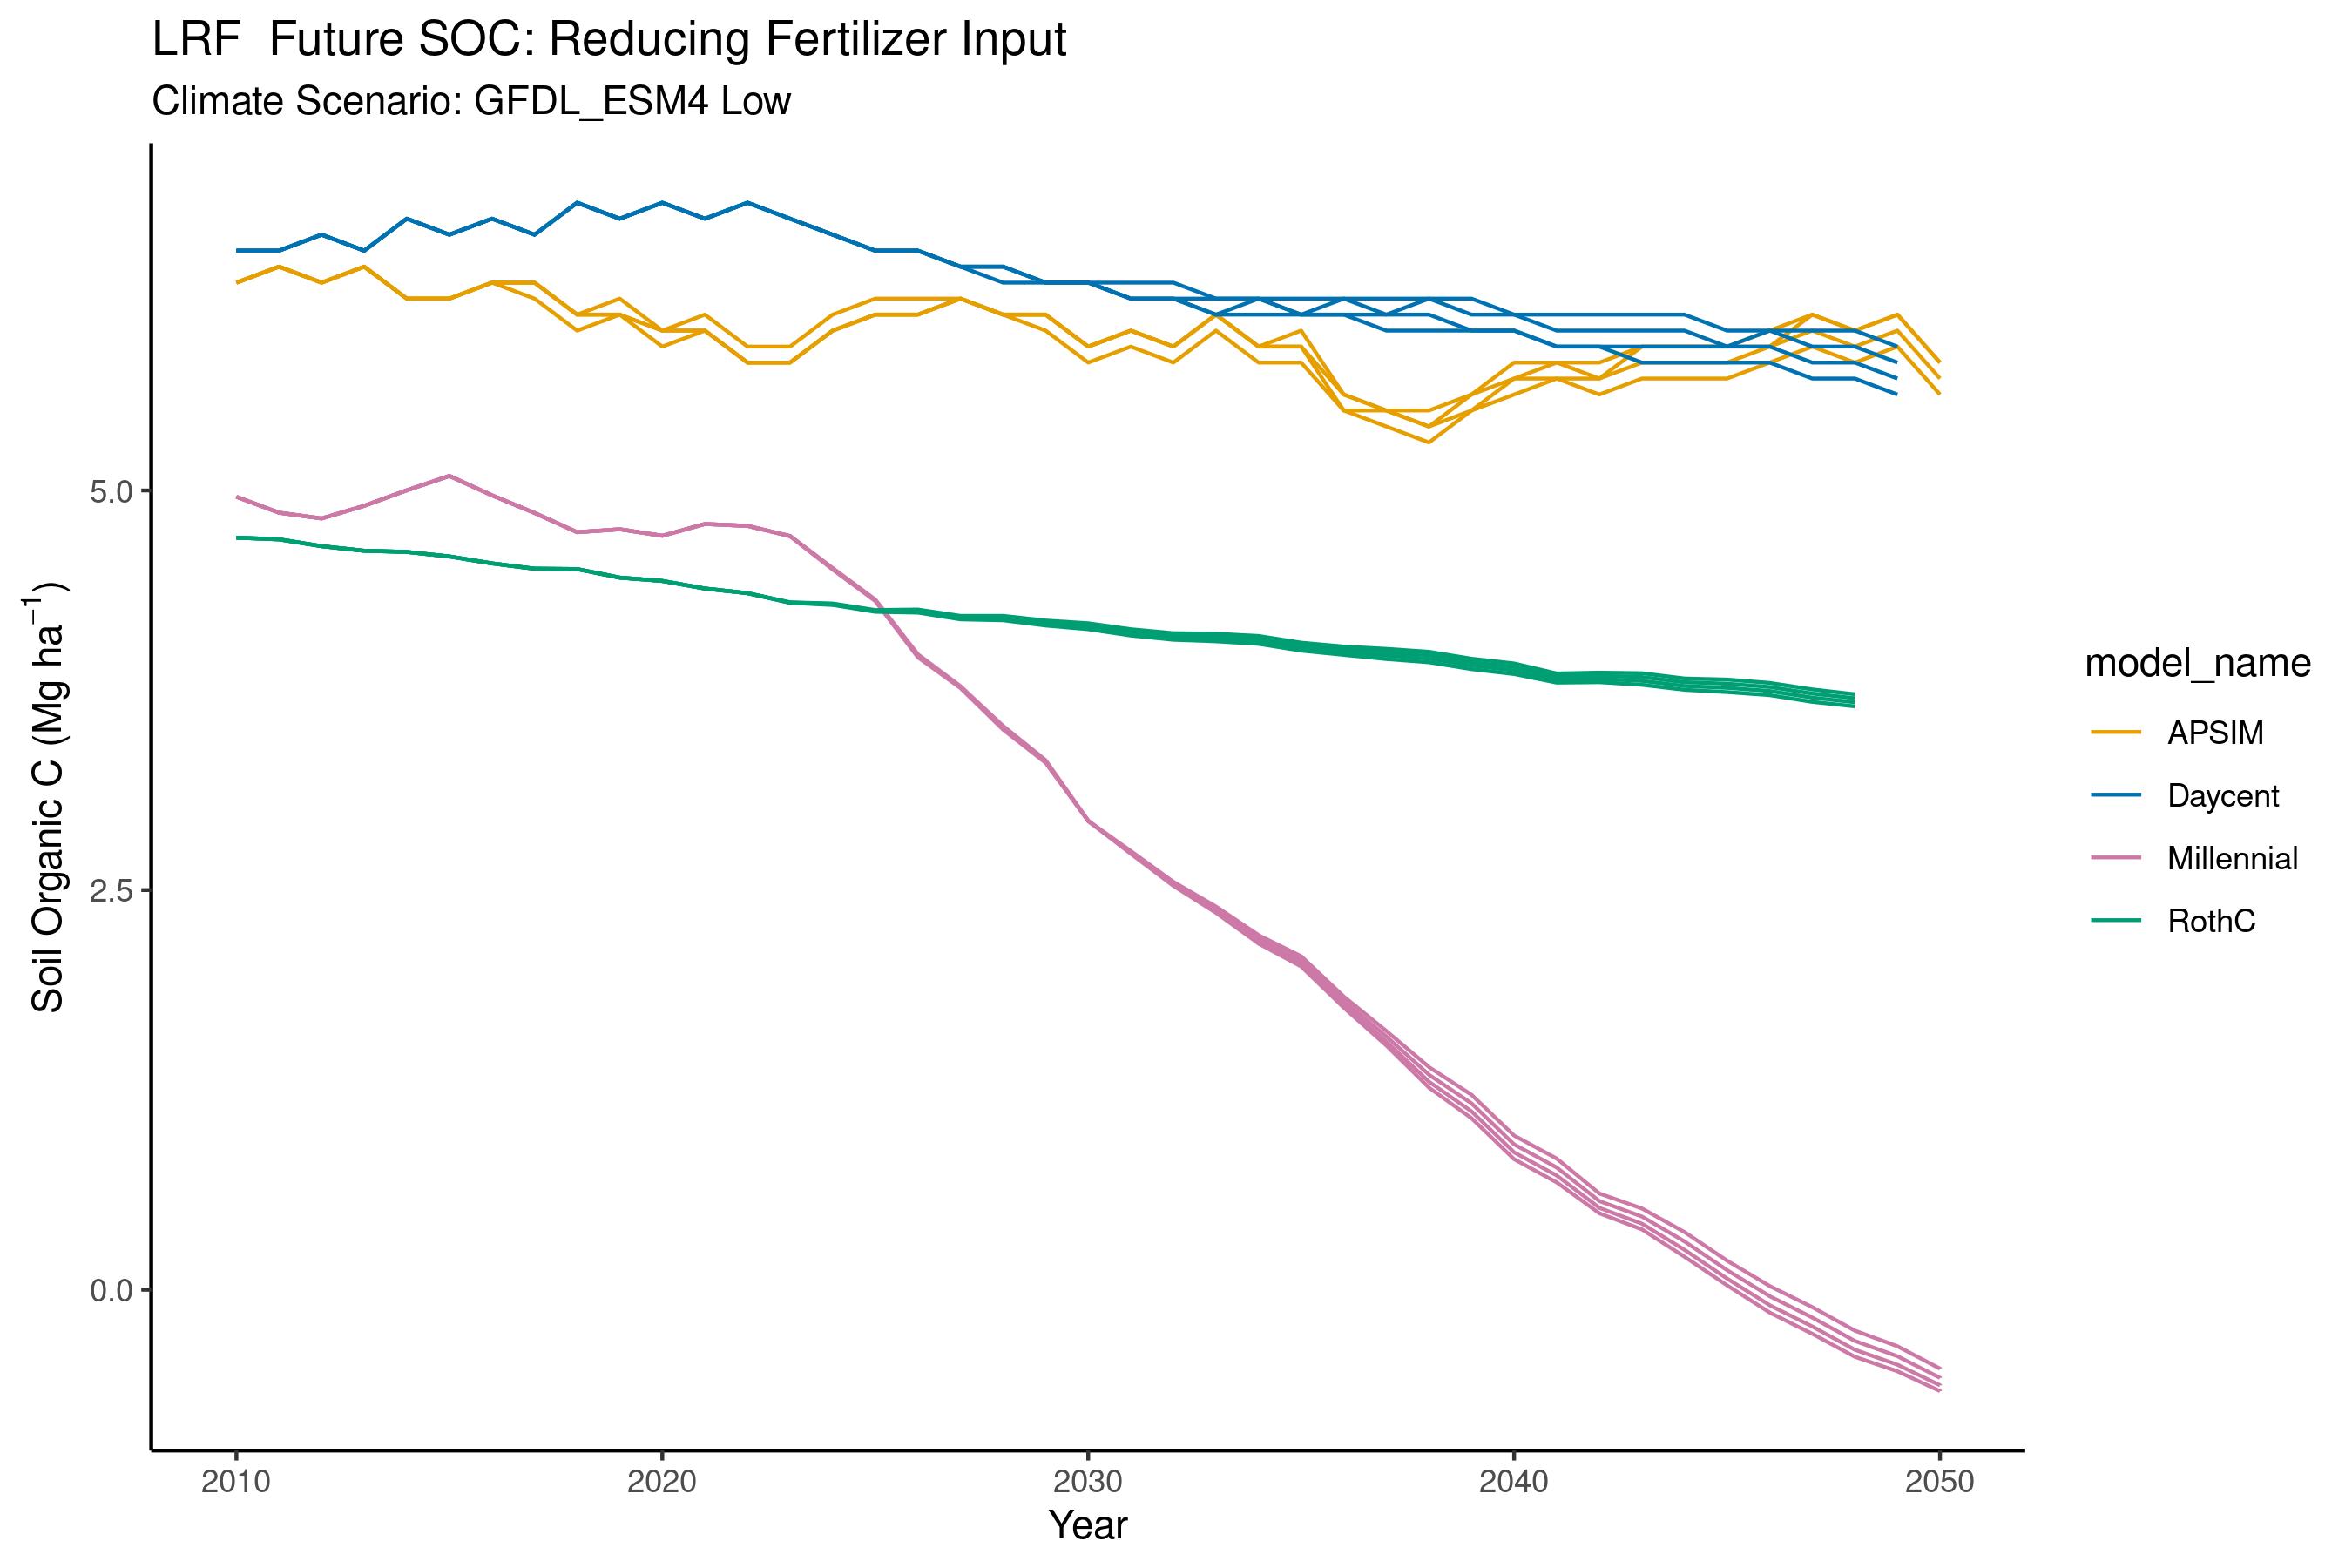 LRF  Future SOC: Reducing Fertilizer Input
Climate Scenario: GFDL_ESM4 Low
Soil Organic C (Mg ha⁻¹)
5.0
2.5
0.0
2010 2020 2030 2040 2050
Year
model_name
APSIM
Daycent
Millennial
RothC